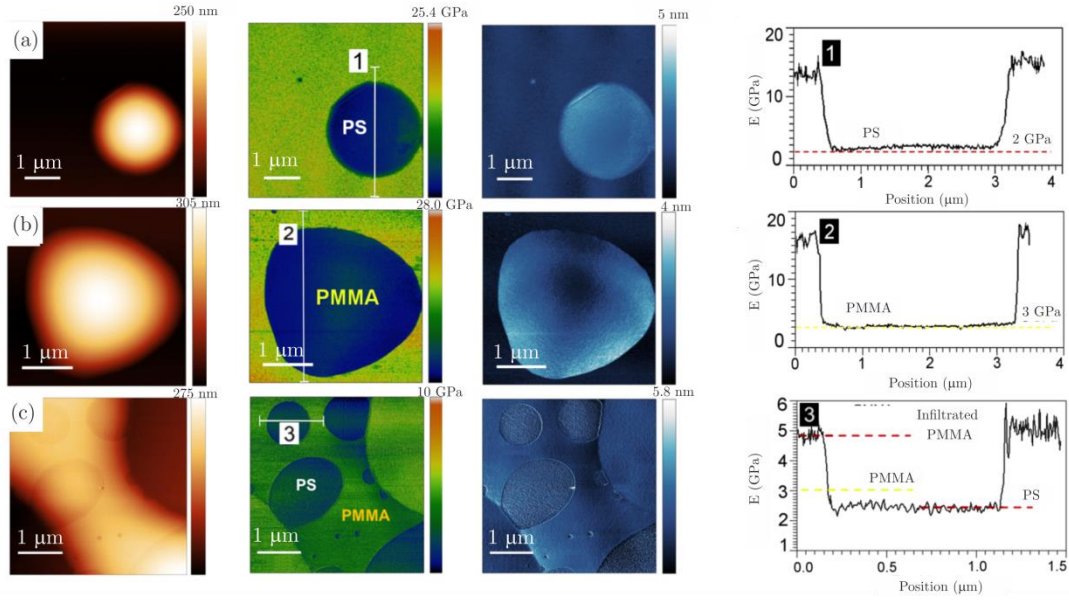 250 nm
25.4 GPa
5 nm
(a)
1
PS
1 μm
1 μm
1 μm
20
10
0
E (GPa)
1
PS
2 GPa
0 1 2 3 4
Position (μm)
305 nm
28.0 GPa
4 nm
(b)
2
PMMA
1 μm
1 μm
1 μm
20
10
0
E (GPa)
2
PMMA
3 GPa
0 1 2 3 4
Position (μm)
275 nm
10 GPa
5.8 nm
(c)
3
PS
PMMA
1 μm
1 μm
1 μm
6
5
4
3
2
1
E (GPa)
3
Infiltrated
PMMA
PMMA
PS
0.0 0.5 1.0 1.5
Position (μm)